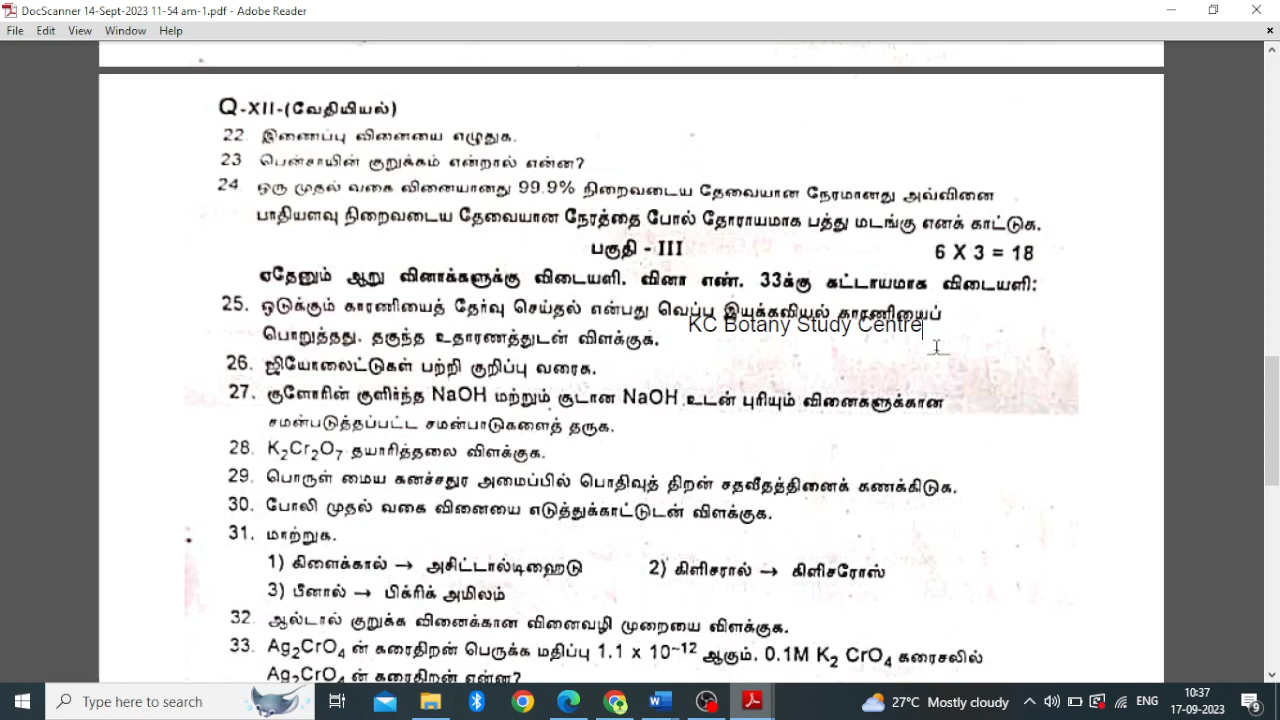 DocScanner 14-Sept-2023 11-54 am-1.pdf - Adobe Reader
File Edit View Window Help
Q-XII-(வேதியியல்)
22. இணைப்பு வினையை எழுதுக.
23 பென்சாயின் குறுக்கம் என்றால் என்ன?
24 ஒரு முதல் வகை வினையானது 99.9% நிறைவடைய தேவையான நேரமானது அவ்வினை
பாதியளவு நிறைவடைய தேவையான நேரத்தை போல் தோராயமாக பத்து மடங்கு எனக் காட்டுக.
பகுதி - III 6 X 3 = 18
ஏதேனும் ஆறு வினாக்களுக்கு விடையளி. வினா எண். 33க்கு கட்டாயமாக விடையளி:
25. ஒடுக்கும் காரணியைத் தேர்வு செய்தல் என்பது வெப்ப இயக்கவியல் காரணியைப்
KC Botany Study Centre
பொறுத்தது. தகுந்த உதாரணத்துடன் விளக்குக.
26. ஜியோலைட்டுகள் பற்றி குறிப்பு வரைக.
27. குளோரின் குளிர்ந்த NaOH மற்றும் சூடான NaOH உடன் புரியும் வினைகளுக்கான
சமன்படுத்தப்பட்ட சமன்பாடுகளைத் தருக.
28. K₂Cr₂O₇ தயாரித்தலை விளக்குக.
29. பொருள் மைய கனச்சதுர அமைப்பில் பொதிவுத் திறன் சதவீதத்தினைக் கணக்கிடுக.
30. போலி முதல் வகை வினையை எடுத்துக்காட்டுடன் விளக்குக.
31. மாற்றுக.
1) கிளைக்கால் → அசிட்டால்டிஹைடு 2) கிளிசரால் → கிளிசரோஸ்
3) பீனால் → பிக்ரிக் அமிலம்
32. ஆல்டால் குறுக்க வினைக்கான வினைவழி முறையை விளக்குக.
33. Ag₂CrO₄ ன் கரைதிறன் பெருக்க மதிப்பு 1.1 x 10⁻¹² ஆகும். 0.1M K₂ CrO₄ கரைசலில்
Ag₂CrO₄ ன் கரைதிறன் என்ன?
Type here to search
27°C Mostly cloudy ENG 10:37
17-09-2023 9